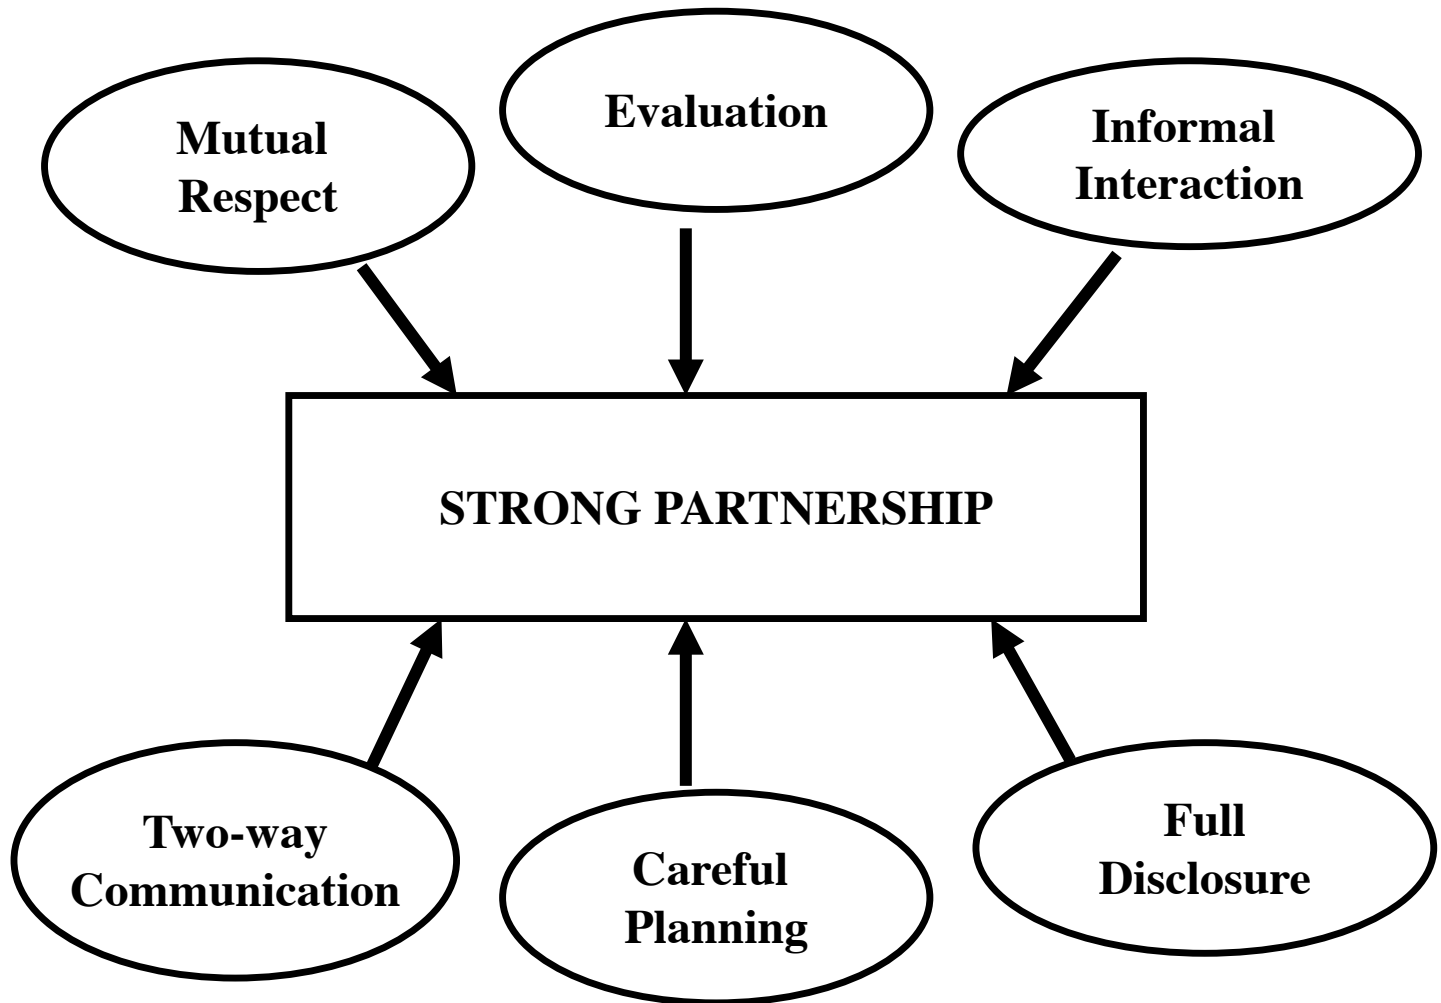 Mutual
Respect
Evaluation
Informal
Interaction
STRONG PARTNERSHIP
Two-way
Communication
Careful
Planning
Full
Disclosure